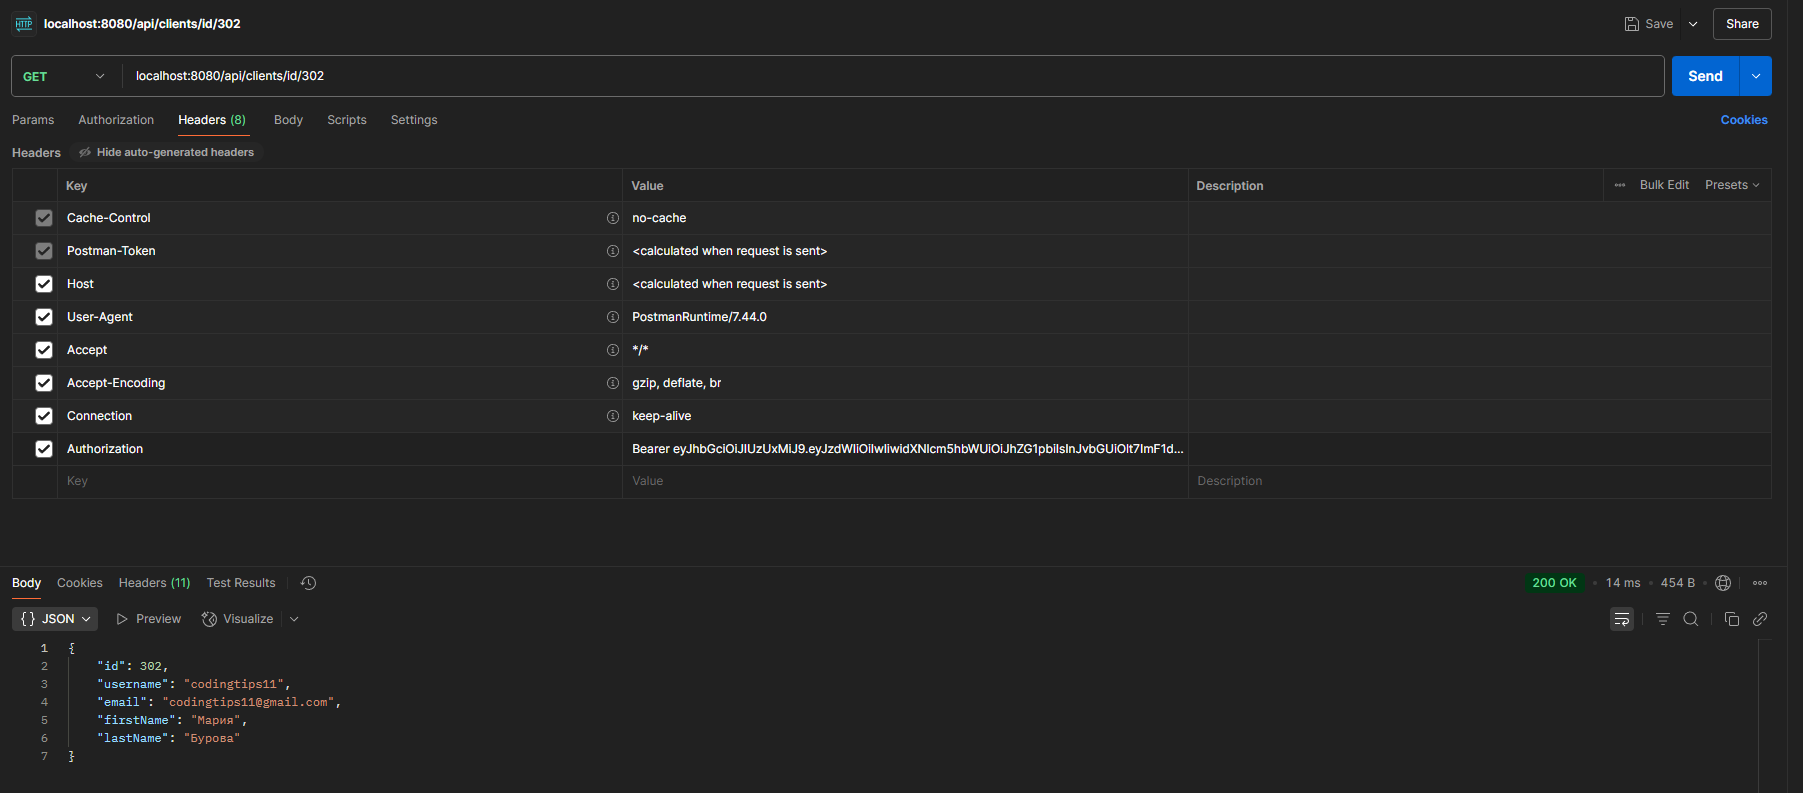 localhost:8080/api/clients/id/302
Save
Share
GET
localhost:8080/api/clients/id/302
Send
Params Authorization Headers (8) Body Scripts Settings
Cookies
Headers Hide auto-generated headers
Key Value Description ··· Bulk Edit Presets
Cache-Control no-cache
Postman-Token <calculated when request is sent>
Host <calculated when request is sent>
User-Agent PostmanRuntime/7.44.0
Accept */*
Accept-Encoding gzip, deflate, br
Connection keep-alive
Authorization Bearer eyJhbGciOiJIUzUxMiJ9.eyJzdWIiOiIwIiwidXNlcm5hbWUiOiJhZG1pbiIsInJvbGUiOlt7ImF1d...
Key Value Description
Body Cookies Headers (11) Test Results
200 OK • 14 ms • 454 B •
{} JSON Preview Visualize
1 {
2 "id": 302,
3 "username": "codingtips11",
4 "email": "codingtips11@gmail.com",
5 "firstName": "Мария",
6 "lastName": "Бурова"
7 }